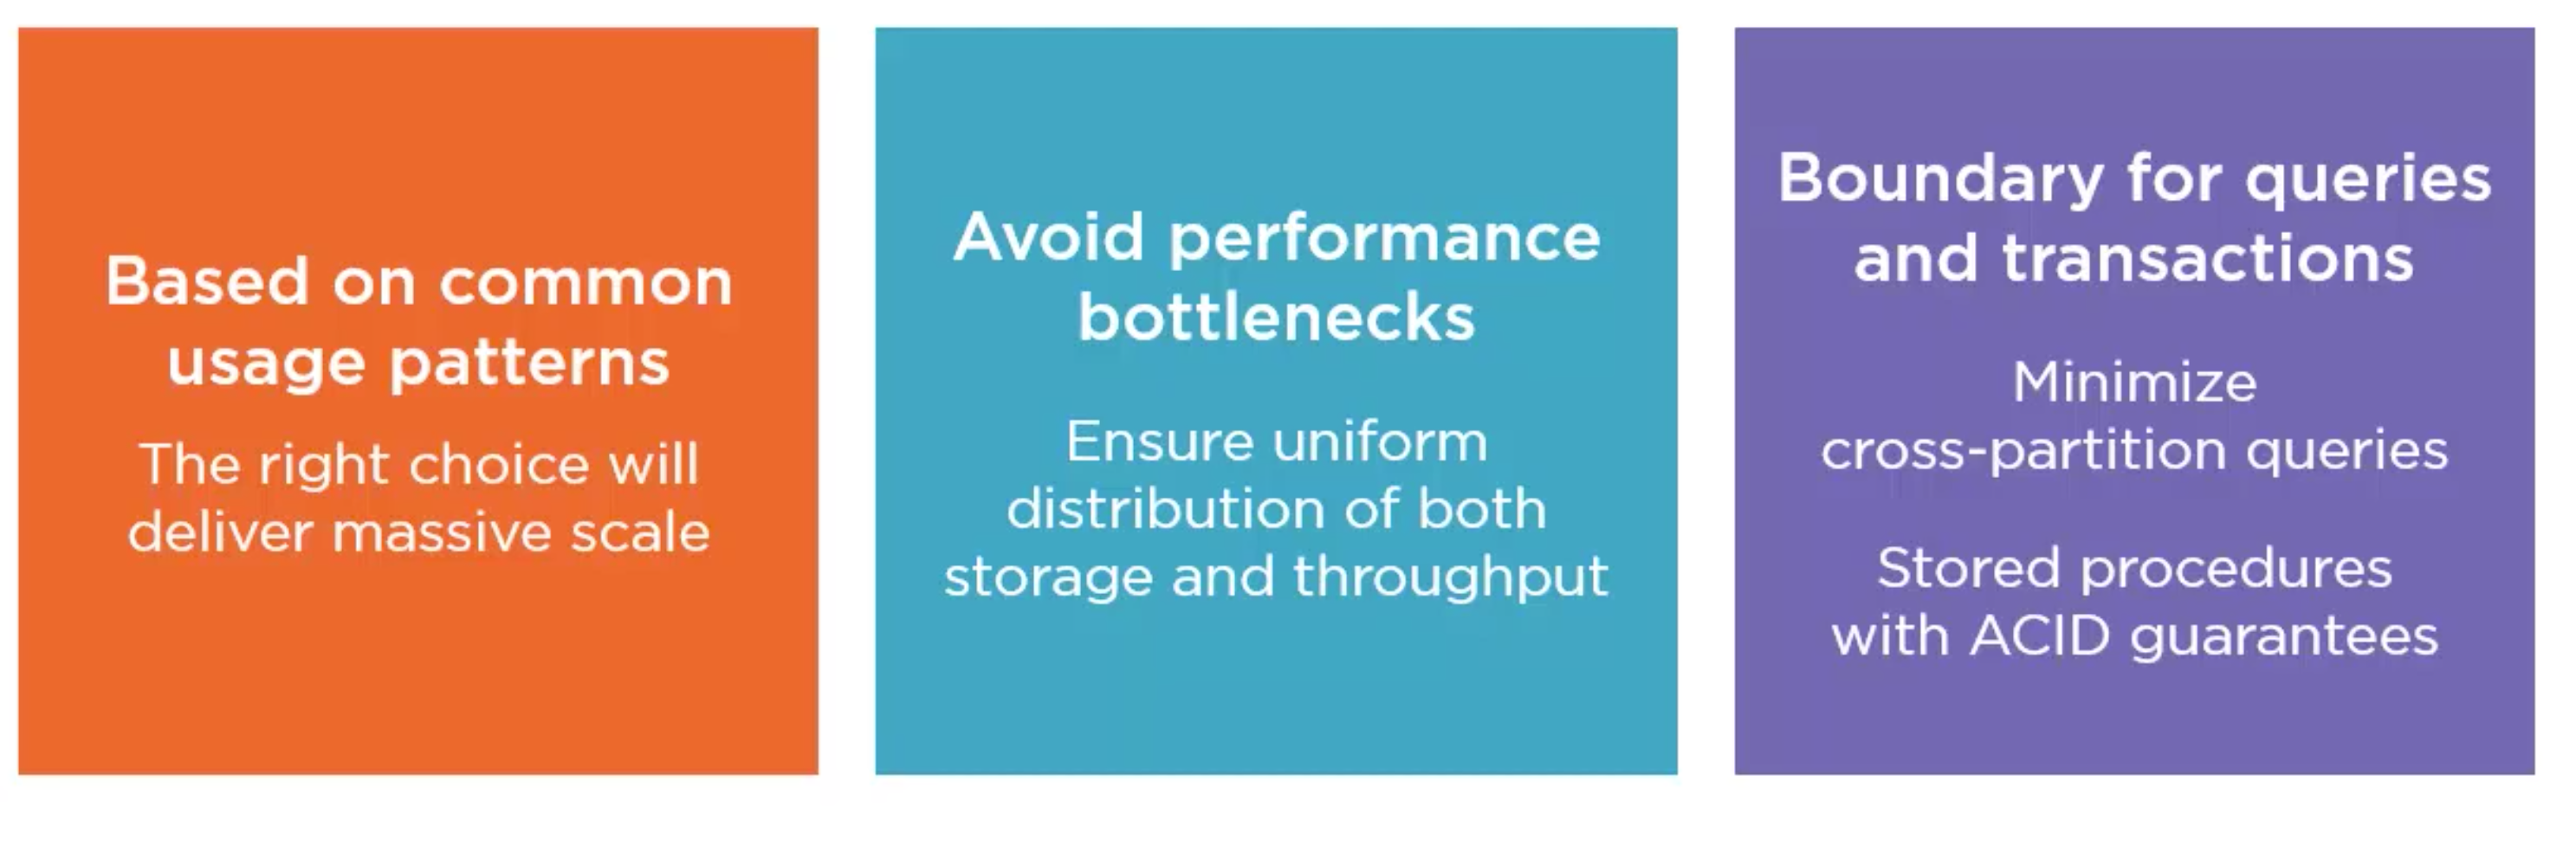 Based on common
usage patterns
The right choice will
deliver massive scale
Avoid performance
bottlenecks
Ensure uniform
distribution of both
storage and throughput
Boundary for queries
and transactions
Minimize
cross-partition queries
Stored procedures
with ACID guarantees